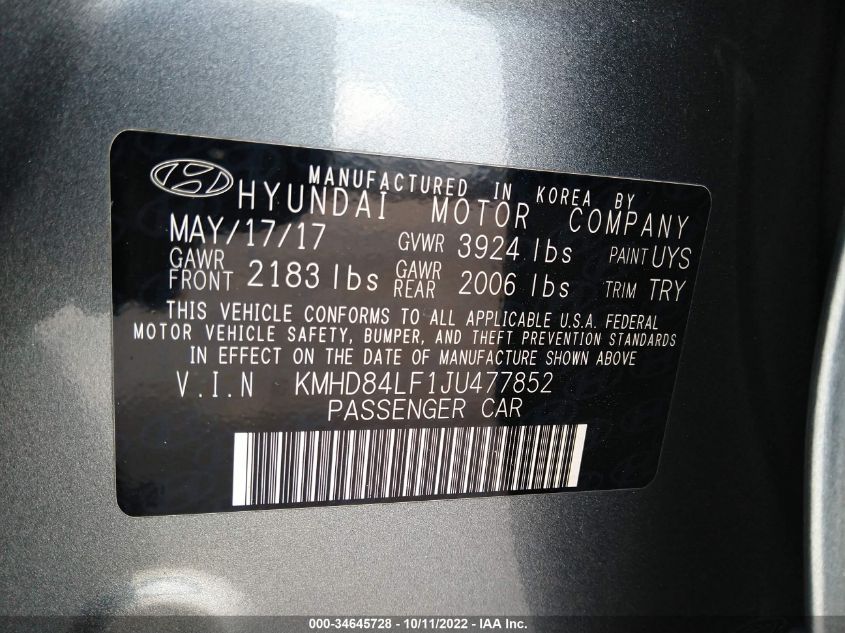 MANUFACTURED IN KOREA BY
HYUNDAI MOTOR COMPANY
MAY/17/17 GVWR 3924 lbs PAINT UYS
GAWR FRONT 2183 lbs GAWR REAR 2006 lbs TRIM TRY
THIS VEHICLE CONFORMS TO ALL APPLICABLE U.S.A. FEDERAL
MOTOR VEHICLE SAFETY, BUMPER, AND THEFT PREVENTION STANDARDS
IN EFFECT ON THE DATE OF MANUFACTURE SHOWN ABOVE
V.I.N KMHD84LF1JU477852
PASSENGER CAR
000-34645728 - 10/11/2022 - IAA Inc.